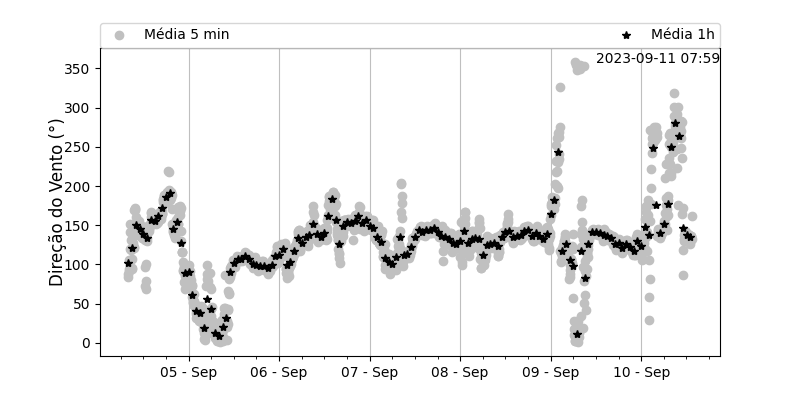 Média 5 min
Média 1h
2023-09-11 07:59
Direção do Vento (°)
350
300
250
200
150
100
50
0
05 - Sep
06 - Sep
07 - Sep
08 - Sep
09 - Sep
10 - Sep